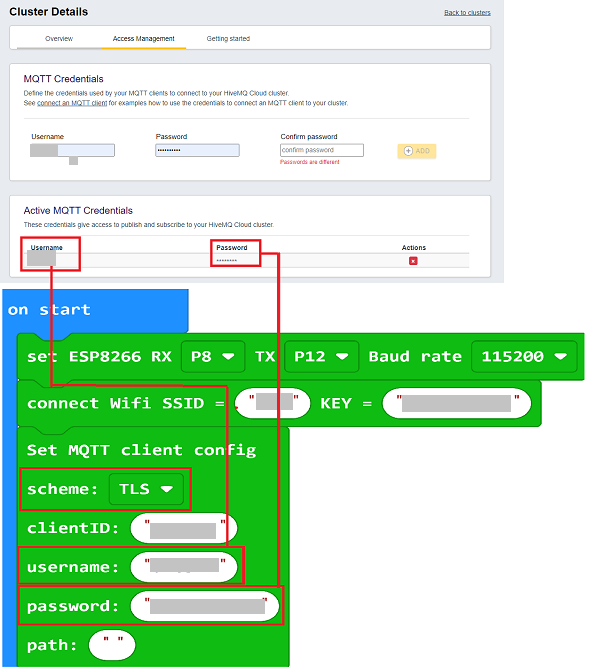 Cluster Details
Back to clusters
Overview Access Management Getting started
MQTT Credentials
Define the credentials used by your MQTT clients to connect to your HiveMQ Cloud cluster.
See connect an MQTT client for examples how to use the credentials to connect an MQTT client to your cluster.
Username Password Confirm password
•••••••••• confirm password ADD
Passwords are different
Active MQTT Credentials
These credentials give access to publish and subscribe to your HiveMQ Cloud cluster.
Username Password Actions
******** x
on start
set ESP8266 RX P8 TX P12 Baud rate 115200
connect Wifi SSID = " " KEY = " "
Set MQTT client config
scheme: TLS
clientID: " "
username: " "
password: " "
path: " "